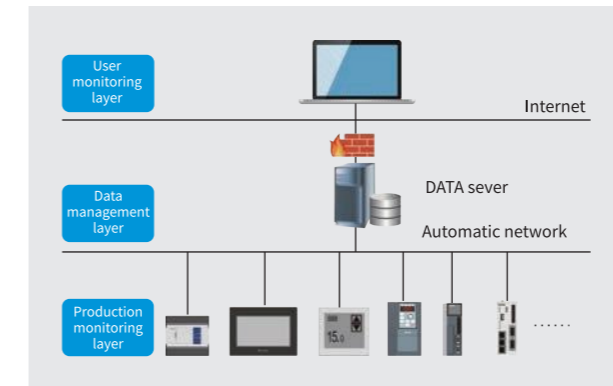 User
monitoring
layer
Internet
DATA sever
Data
management
layer
Automatic network
Production
monitoring
layer
15.0
......